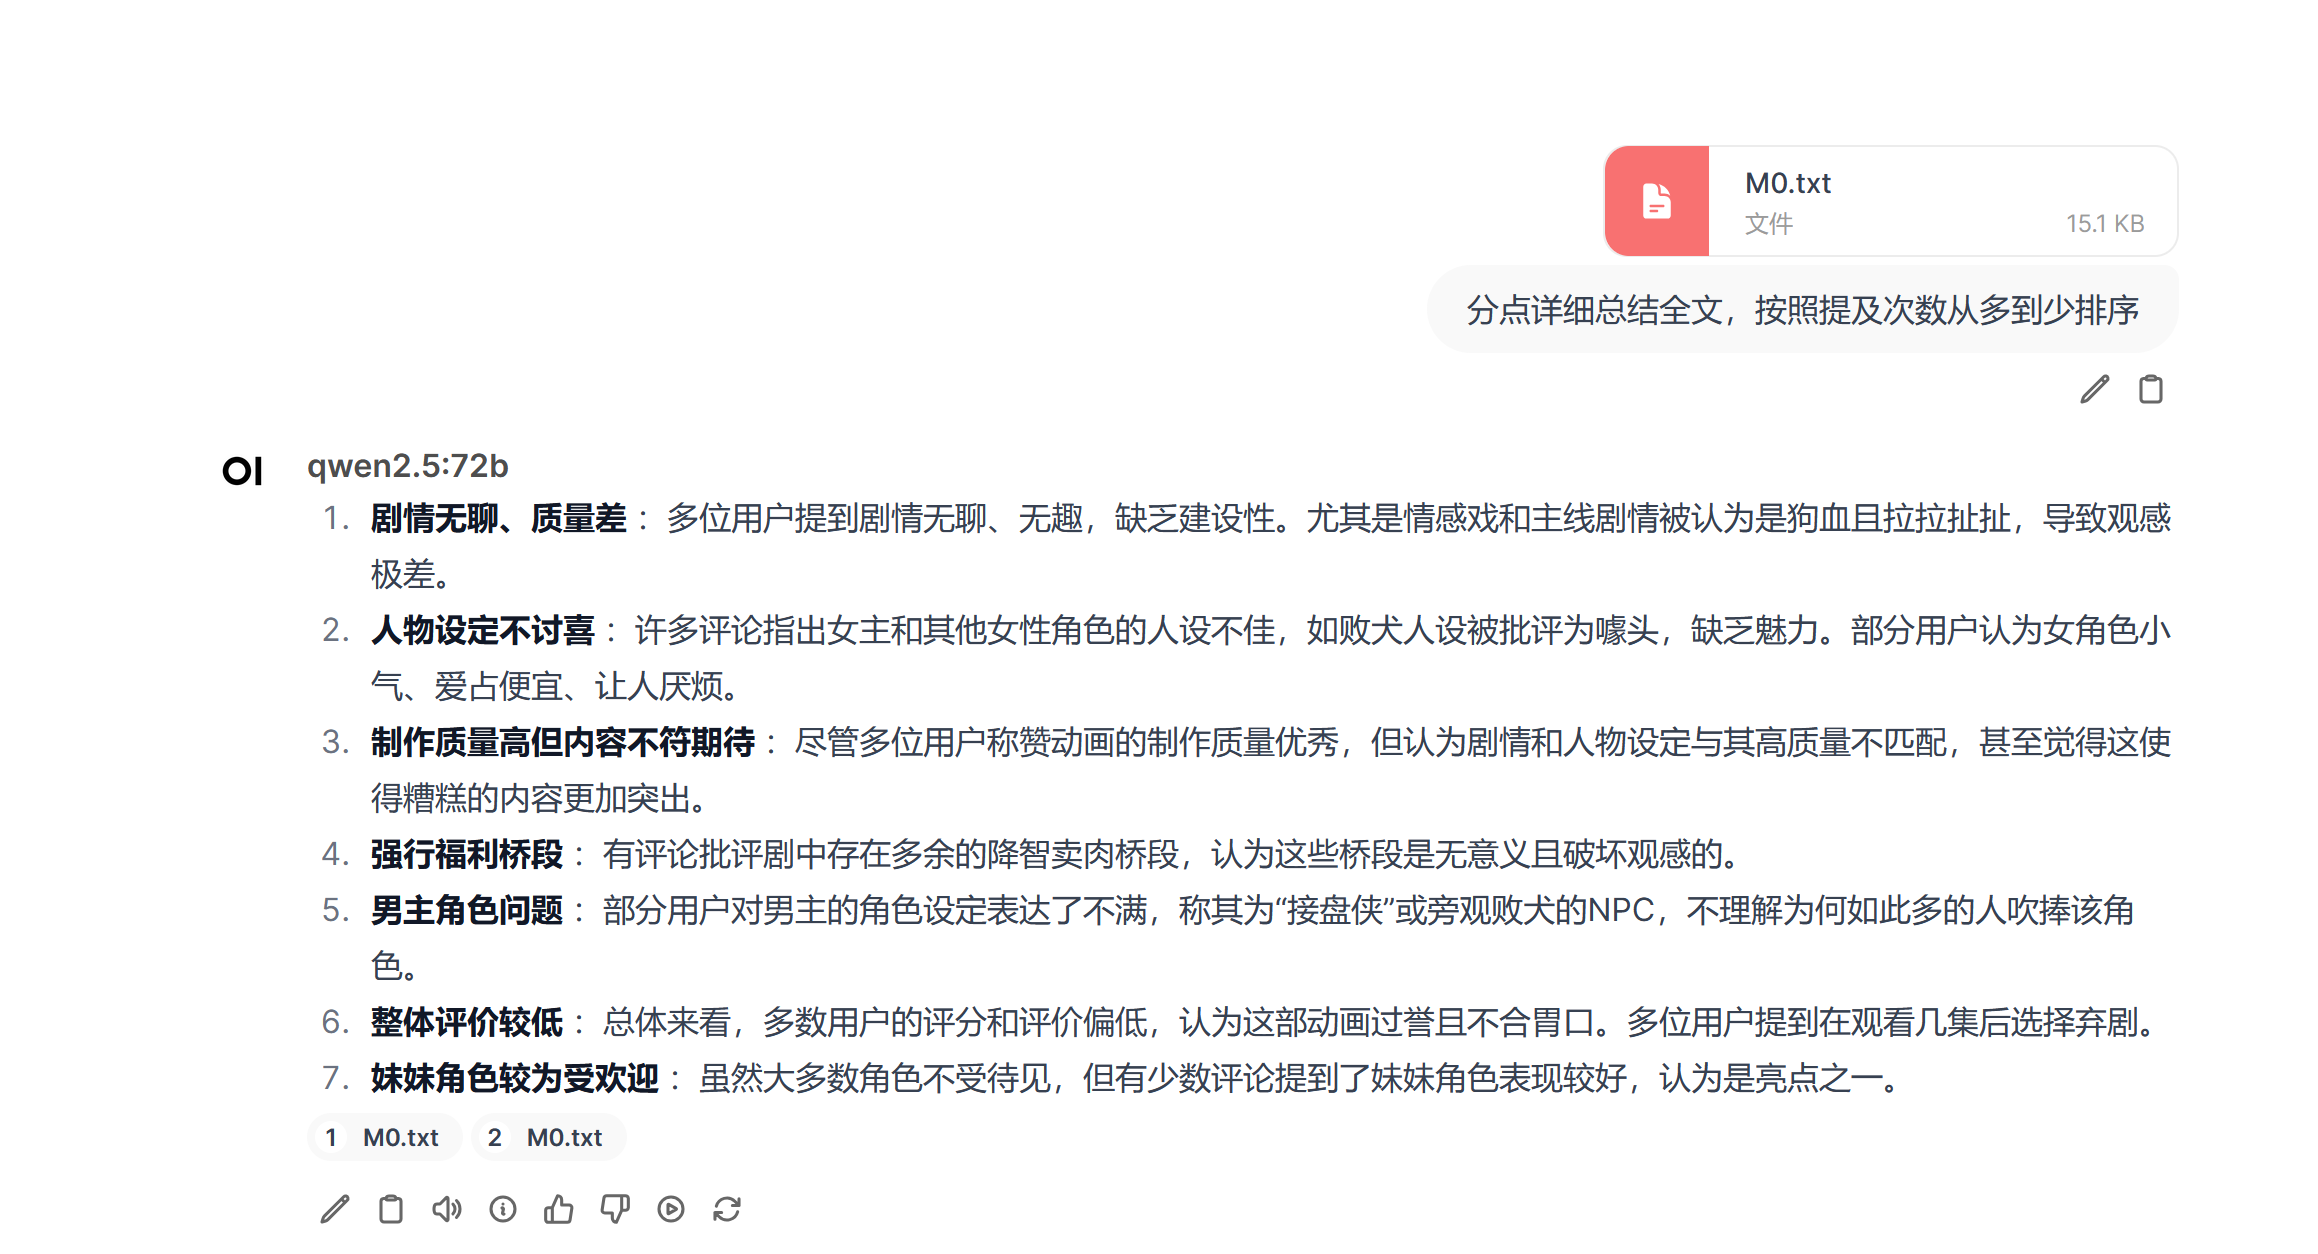 M0.txt
文件 15.1 KB
分点详细总结全文，按照提及次数从多到少排序
OI qwen2.5:72b
1. 剧情无聊、质量差：多位用户提到剧情无聊、无趣，缺乏建设性。尤其是情感戏和主线剧情被认为是狗血且拉拉扯扯，导致观感
极差。
2. 人物设定不讨喜：许多评论指出女主和其他女性角色的人设不佳，如败犬人设被批评为噱头，缺乏魅力。部分用户认为女角色小
气、爱占便宜、让人厌烦。
3. 制作质量高但内容不符期待：尽管多位用户称赞动画的制作质量优秀，但认为剧情和人物设定与其高质量不匹配，甚至觉得这使
得糟糕的内容更加突出。
4. 强行福利桥段：有评论批评剧中存在多余的降智卖肉桥段，认为这些桥段是无意义且破坏观感的。
5. 男主角色问题：部分用户对男主的角色设定表达了不满，称其为“接盘侠”或旁观败犬的NPC，不理解为何如此多的人吹捧该角
色。
6. 整体评价较低：总体来看，多数用户的评分和评价偏低，认为这部动画过誉且不合胃口。多位用户提到在观看几集后选择弃剧。
7. 妹妹角色较为受欢迎：虽然大多数角色不受待见，但有少数评论提到了妹妹角色表现较好，认为是亮点之一。
1 M0.txt 2 M0.txt